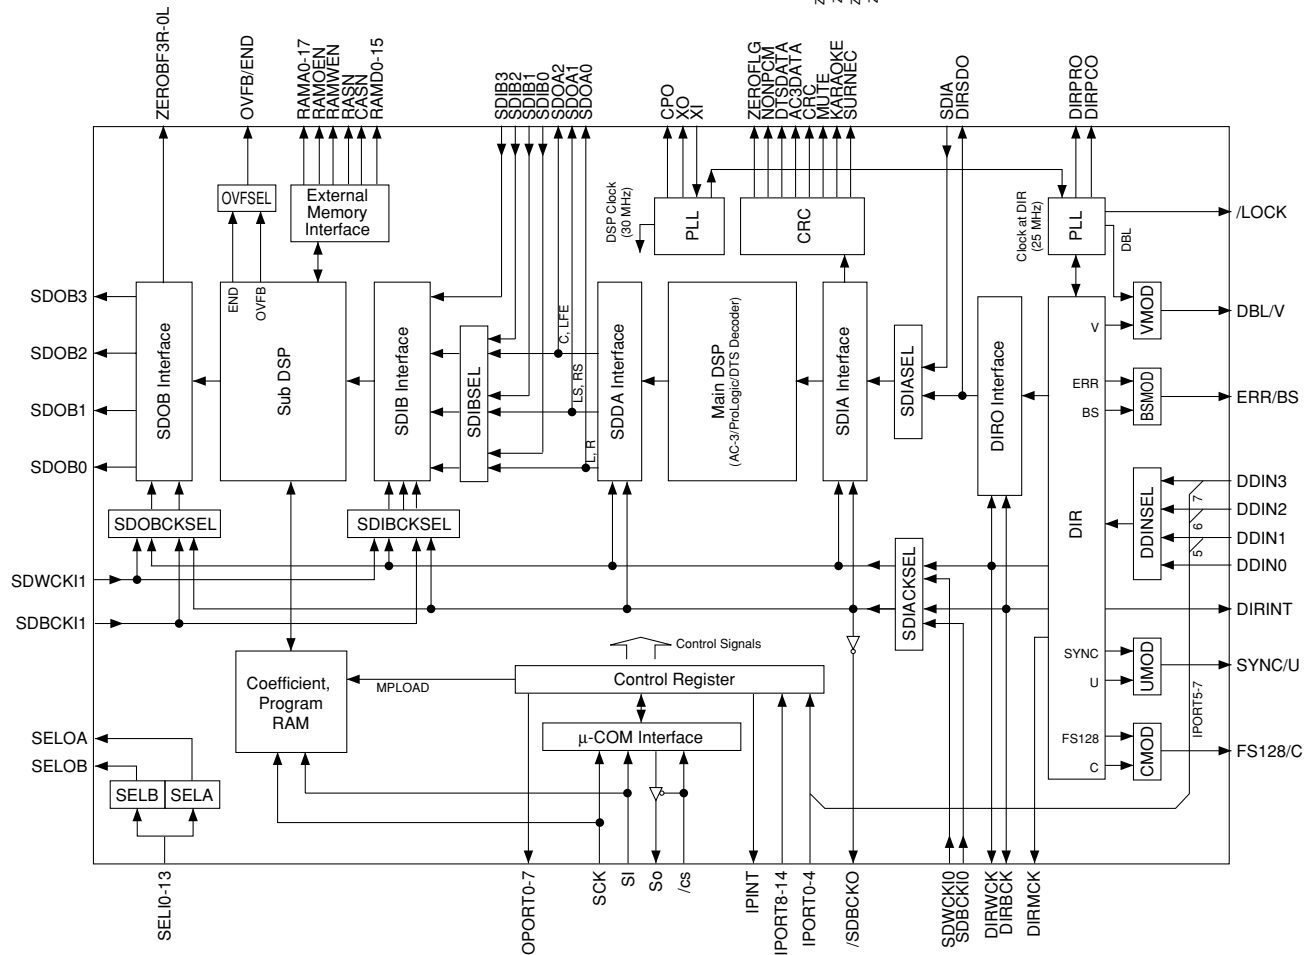 ZEROBF3R-0L
OVFB/END
RAMA0-17
RAMOEN
RAMWEN
RASN
CASN
RAMD0-15
SDIB3
SDIB2
SDIB1
SDIB0
SDOA2
SDOA1
SDOA0
CPO
XO
XI
ZEROFLG
NONPCM
DTSDATA
AC3DATA
CRC
MUTE
KARAOKE
SURNEC
SDIA
DIRSDO
DIRPRO
DIRPCO
OVFSEL
External
Memory
Interface
DSP Clock
(30 MHz)
PLL
CRC
Clock at DIR
(25 MHz)
PLL
DBL
/LOCK
SDOB3
SDOB2
SDOB1
SDOB0
SDOB Interface
END
OVFB
Sub DSP
SDIB Interface
SDIBSEL
C, LFE
LS, RS
L, R
SDDA Interface
Main DSP
(AC-3/ProLogic/DTS Decoder)
SDIA Interface
SDIASEL
DIRO Interface
DIR
V
VMOD
DBL/V
ERR
BS
BSMOD
ERR/BS
DDINSEL
DDIN3
DDIN2
DDIN1
DDIN0
7
6
5
SDOBCKSEL
SDIBCKSEL
SDIACKSEL
SDWCKI1
SDBCKI1
DIRINT
Control Signals
Coefficient,
Program
RAM
MPLOAD
Control Register
μ-COM Interface
SYNC
U
UMOD
SYNC/U
IPORT5-7
FS128
C
CMOD
FS128/C
SELOA
SELOB
SELB
SELA
SELI0-13
OPORT0-7
SCK
SI
So
/cs
IPINT
IPORT8-14
IPORT0-4
/SDBCKO
SDWCKI0
SDBCKI0
DIRWCK
DIRBCK
DIRMCK